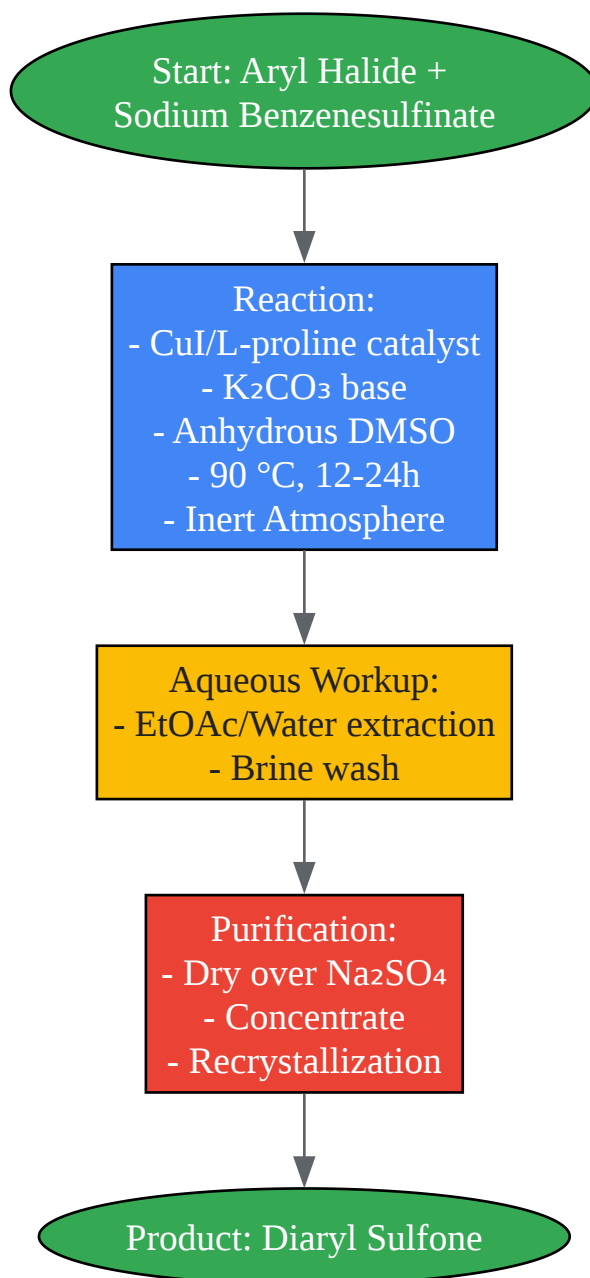 Start: Aryl Halide +
Sodium Benzenesulfinate
Reaction:
- CuI/L-proline catalyst
- K₂CO₃ base
- Anhydrous DMSO
- 90 °C, 12-24h
- Inert Atmosphere
Aqueous Workup:
- EtOAc/Water extraction
- Brine wash
Purification:
- Dry over Na₂SO₄
- Concentrate
- Recrystallization
Product: Diaryl Sulfone